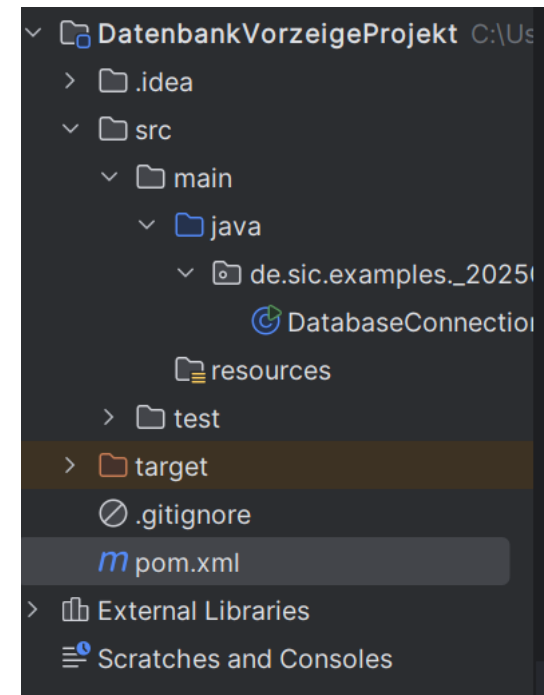 DatenbankVorzeigeProjekt C:\Us
.idea
src
main
java
de.sic.examples._2025
DatabaseConnection
resources
test
target
.gitignore
m pom.xml
External Libraries
Scratches and Consoles